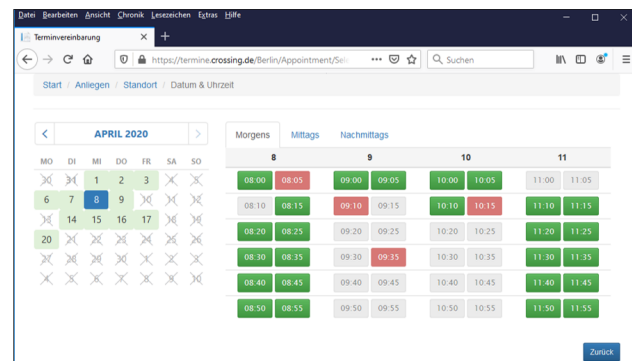 Datei Bearbeiten Ansicht Chronik Lesezeichen Extras Hilfe
Terminvereinbarung
https://termine.crossing.de/Berlin/Appointment/Sel
Suchen
Start / Anliegen / Standort / Datum & Uhrzeit
APRIL 2020
MO DI MI DO FR SA SO
30 31 1 2 3 4 5
6 7 8 9 10 11 12
13 14 15 16 17 18 19
20 21 22 23 24 25 26
27 28 29 30 1 2 3
4 5 6 7 8 9 10
Morgens Mittags Nachmittags
8 9 10 11
08:00 08:05 09:00 09:05 10:00 10:05 11:00 11:05
08:10 08:15 09:10 09:15 10:10 10:15 11:10 11:15
08:20 08:25 09:20 09:25 10:20 10:25 11:20 11:25
08:30 08:35 09:30 09:35 10:30 10:35 11:30 11:35
08:40 08:45 09:40 09:45 10:40 10:45 11:40 11:45
08:50 08:55 09:50 09:55 10:50 10:55 11:50 11:55
Zurück